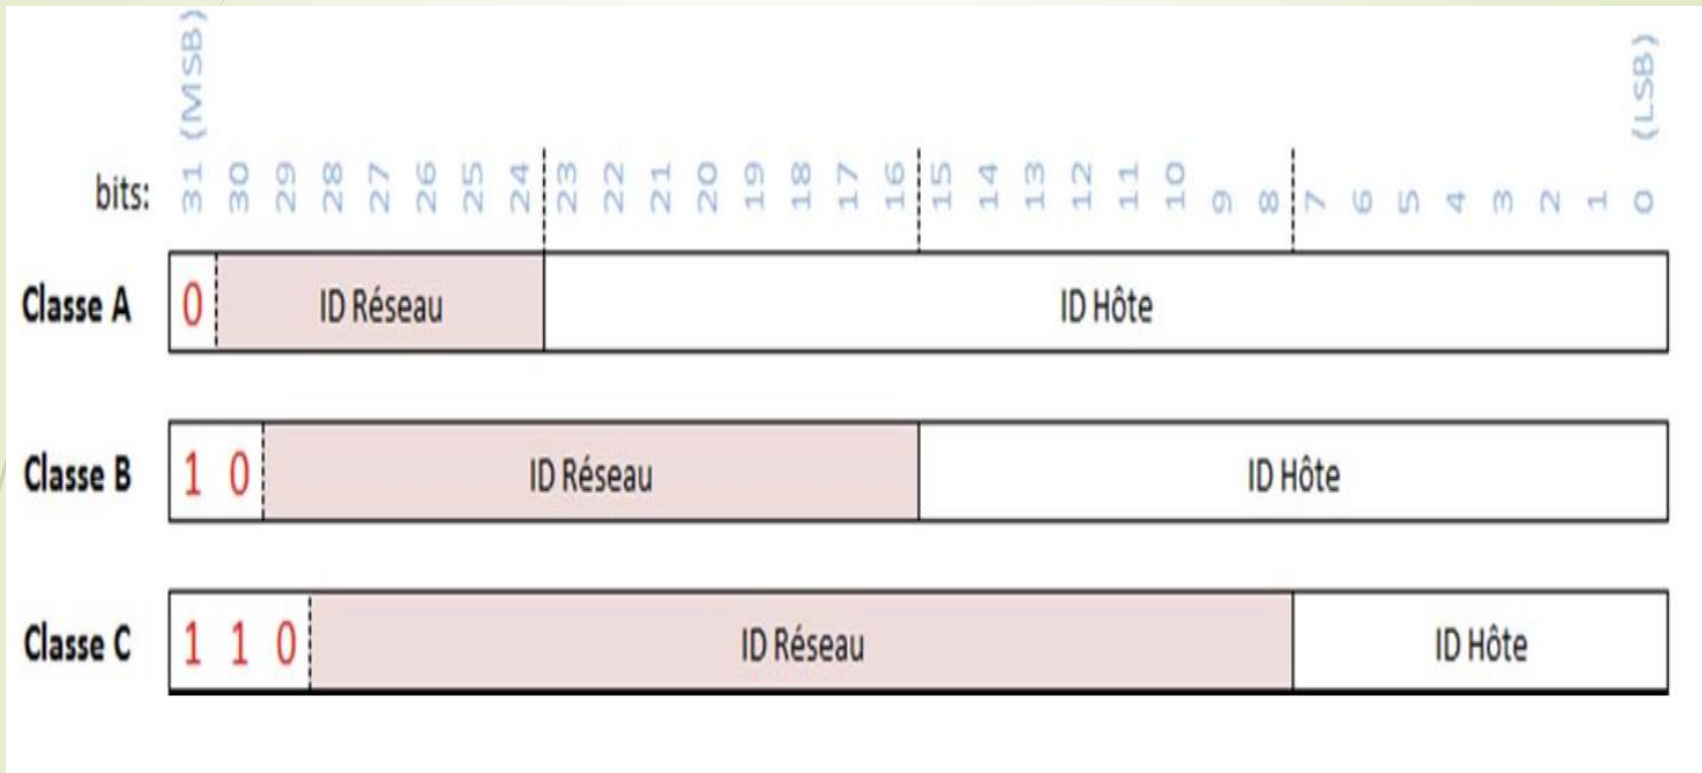 bits: 31 (MSB) 30 29 28 27 26 25 24 23 22 21 20 19 18 17 16 15 14 13 12 11 10 9 8 7 6 5 4 3 2 1 0 (LSB)
Classe A 0 ID Réseau ID Hôte
Classe B 1 0 ID Réseau ID Hôte
Classe C 1 1 0 ID Réseau ID Hôte